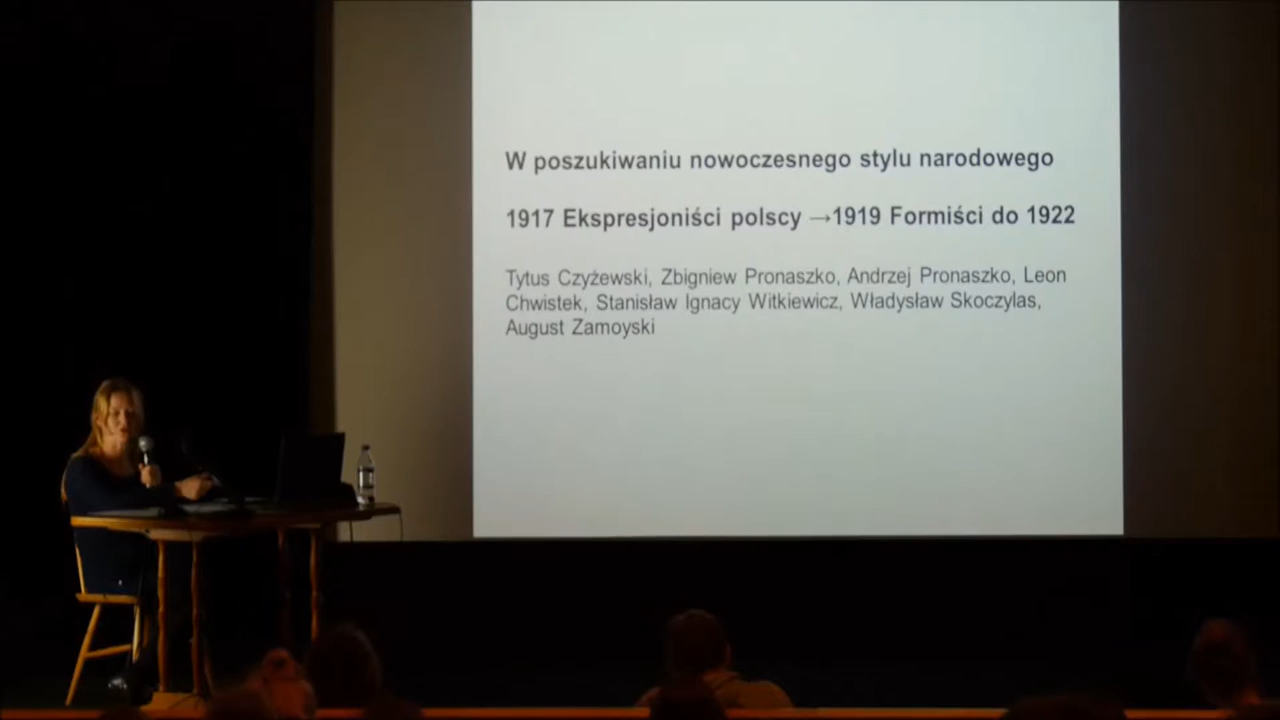 W poszukiwaniu nowoczesnego stylu narodowego
1917 Ekspresjoniści polscy →1919 Formiści do 1922
Tytus Czyżewski, Zbigniew Pronaszko, Andrzej Pronaszko, Leon
Chwistek, Stanisław Ignacy Witkiewicz, Władysław Skoczylas,
August Zamoyski